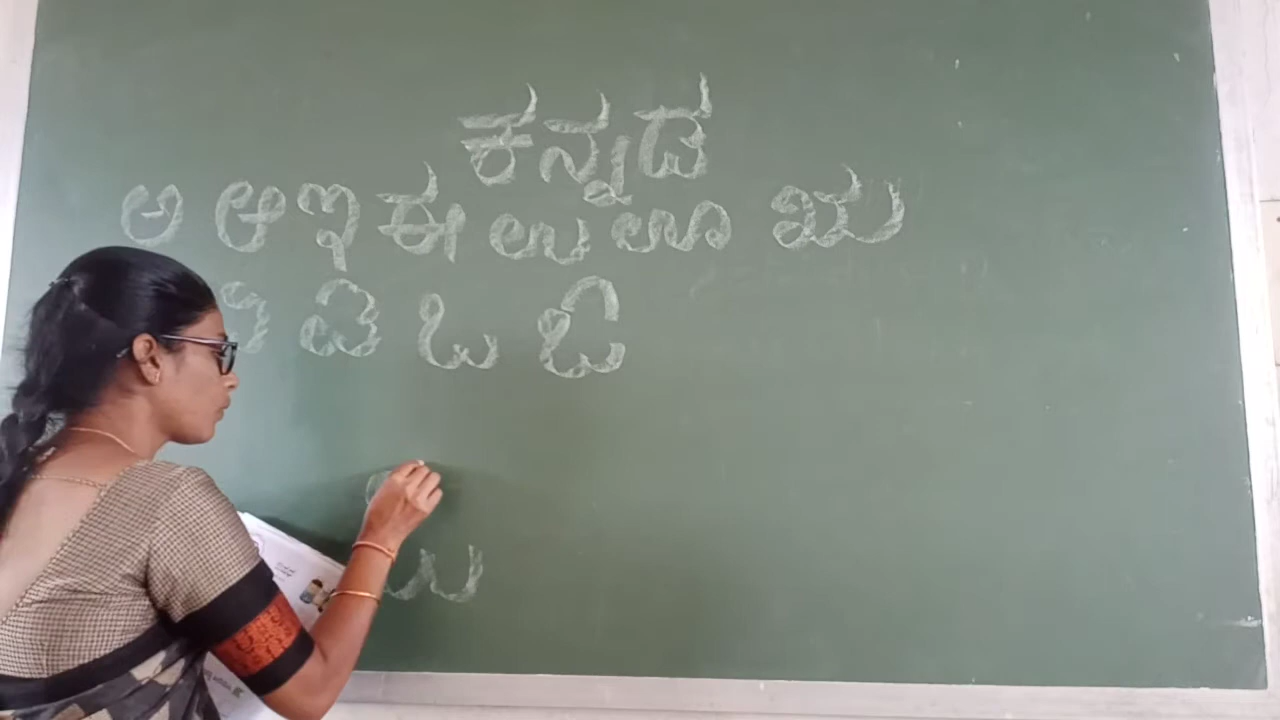 ಕನ್ನಡ
ಅ ಆ ಇ ಈ ಉ ಊ ಋ
ಏ ಒ ಓ